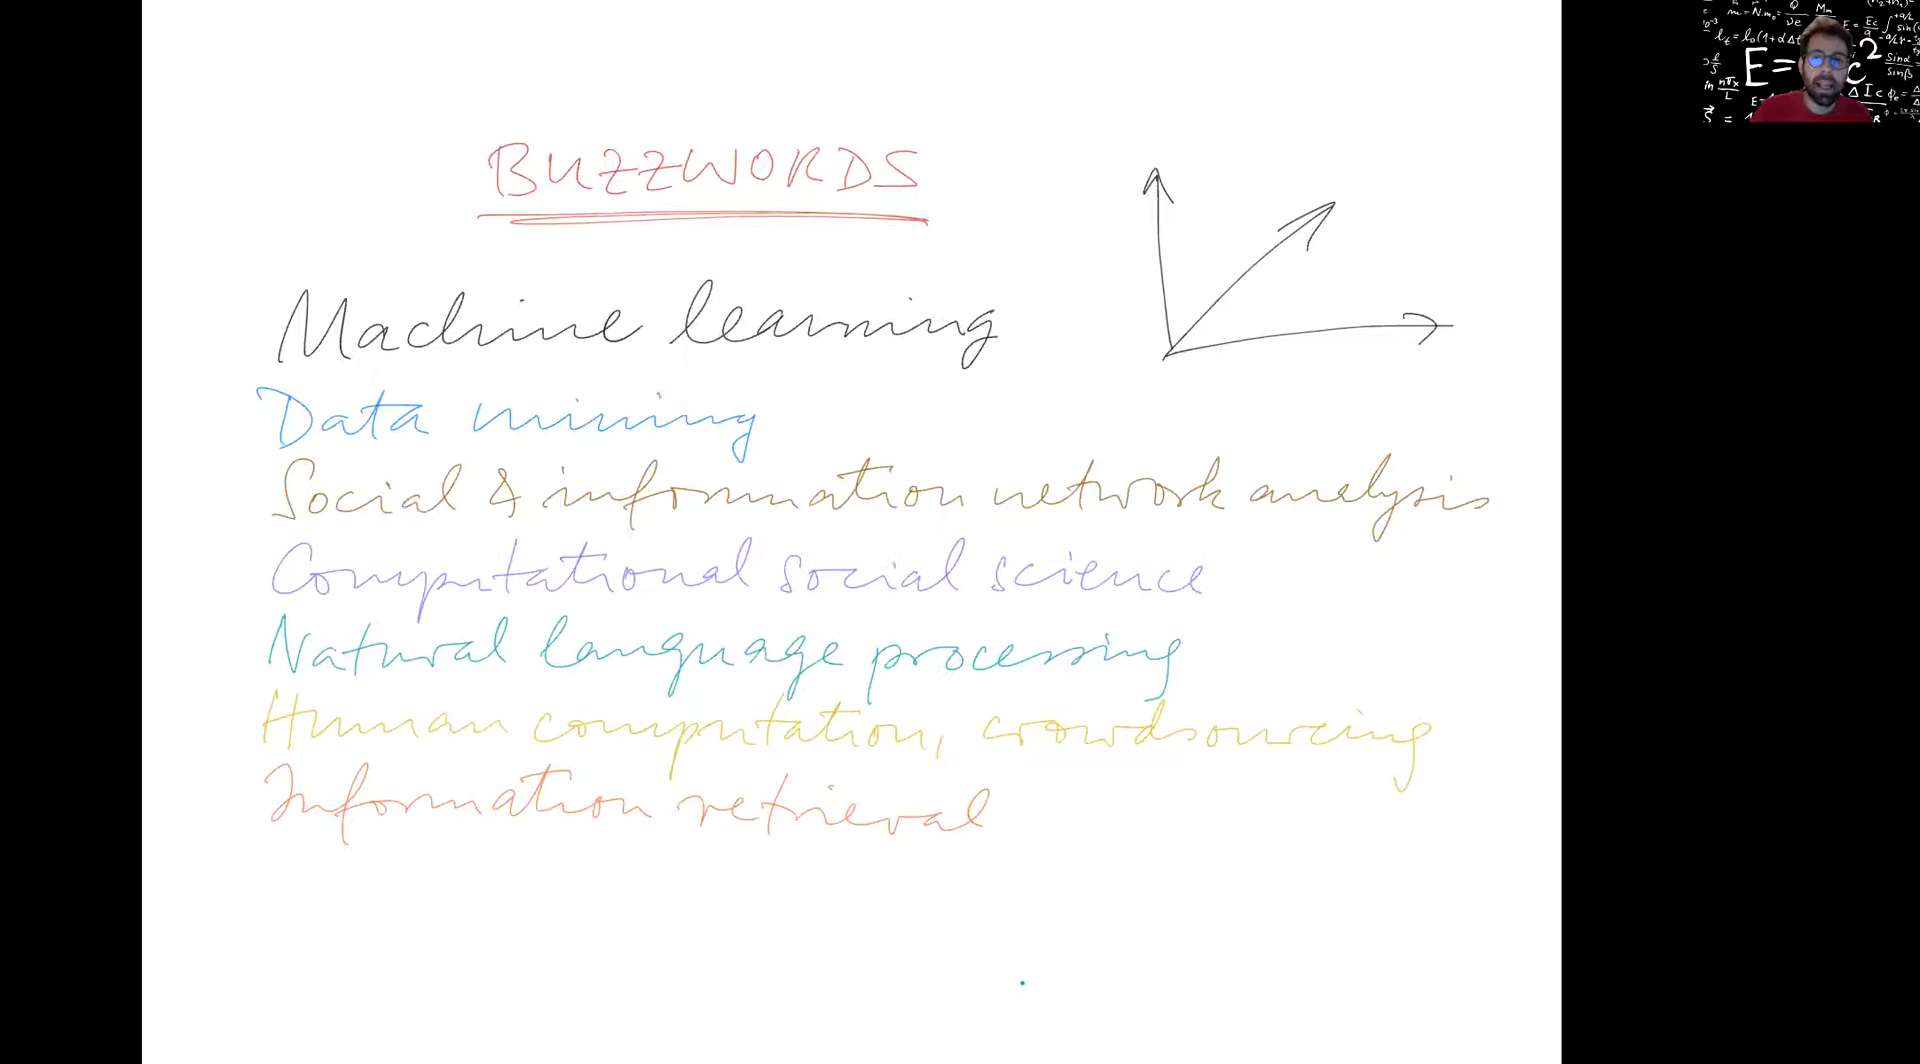 BUZZWORDS
Machine learning
Data mining
Social & information network analysis
Computational social science
Natural language processing
Human computation, crowdsourcing
Information retrieval
E=
c²